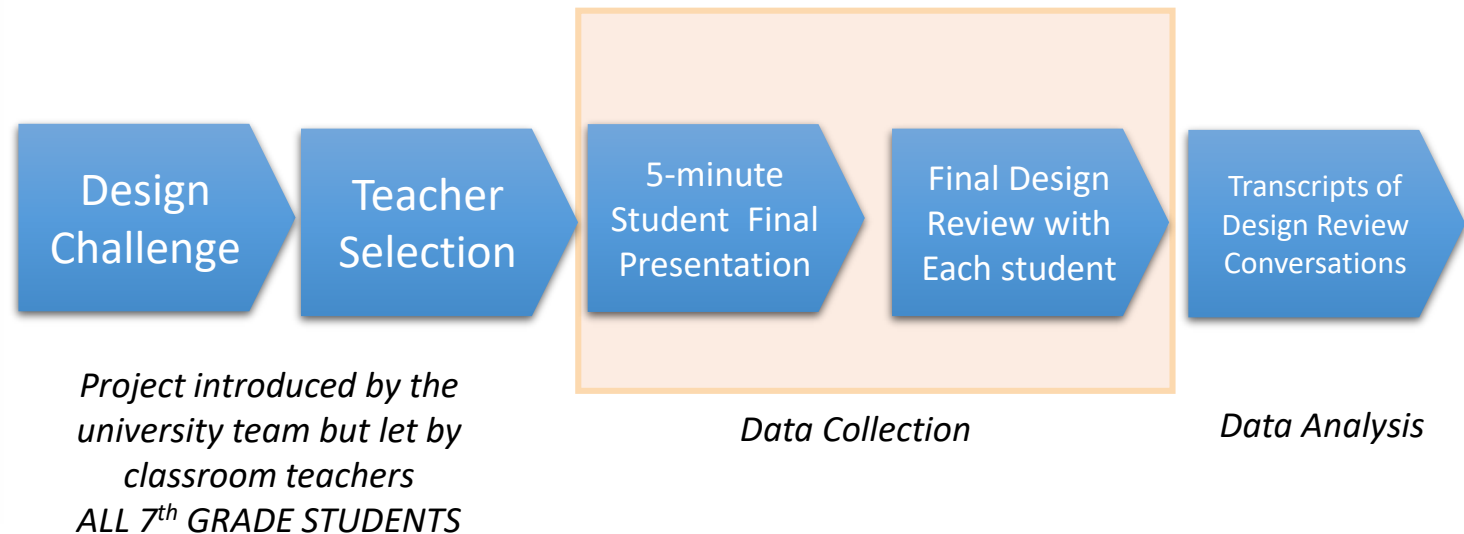 Design
Challenge
Teacher
Selection
5-minute
Student Final
Presentation
Final Design
Review with
Each student
Transcripts of
Design Review
Conversations
Project introduced by the
university team but let by
classroom teachers
ALL 7th GRADE STUDENTS
Data Collection
Data Analysis